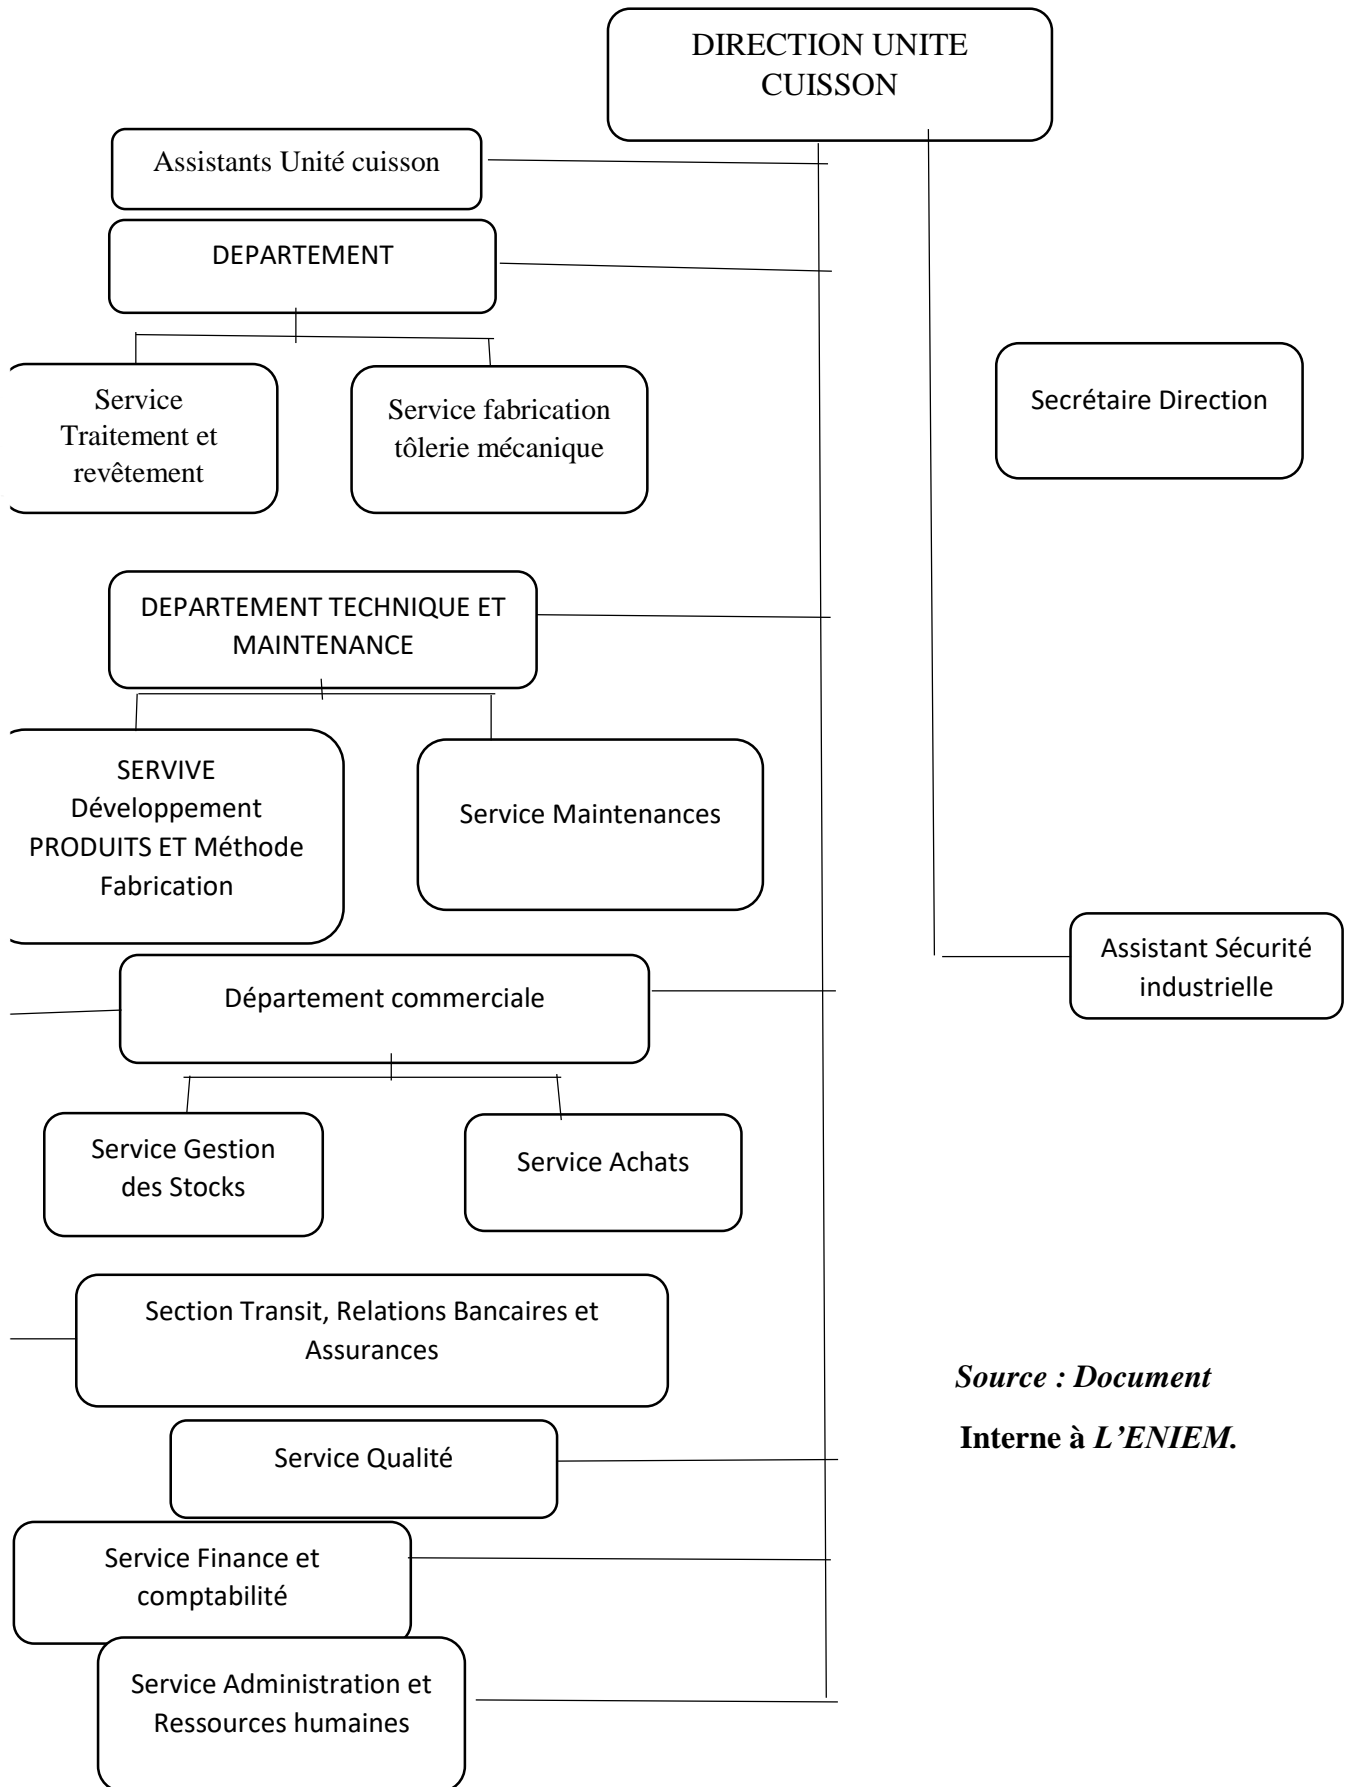 DIRECTION UNITE
CUISSON
Assistants Unité cuisson
DEPARTEMENT
Service
Traitement et
revêtement
Service fabrication
tôlerie mécanique
Secrétaire Direction
DEPARTEMENT TECHNIQUE ET
MAINTENANCE
SERVIVE
Développement
PRODUITS ET Méthode
Fabrication
Service Maintenances
Assistant Sécurité
industrielle
Département commerciale
Service Gestion
des Stocks
Service Achats
Section Transit, Relations Bancaires et
Assurances
Source : Document
Interne à L’ENIEM.
Service Qualité
Service Finance et
comptabilité
Service Administration et
Ressources humaines